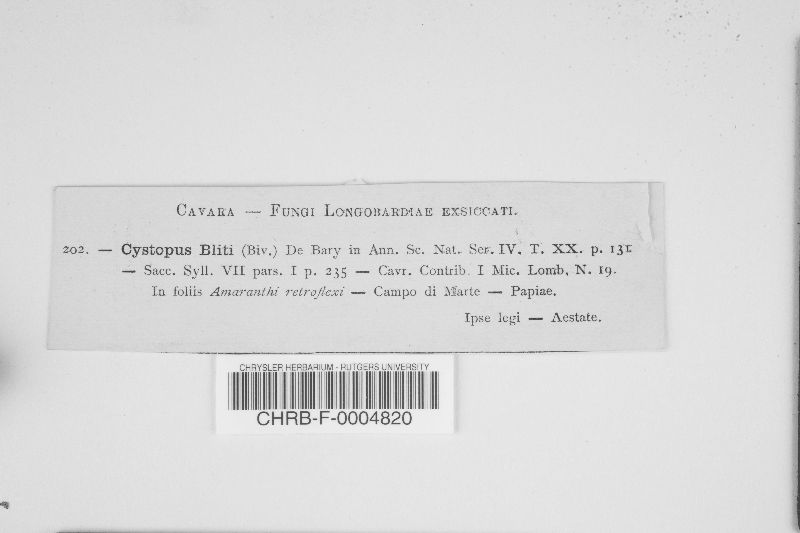 CAVARA — FUNGI LONGOBARDIAE EXSICCATI.
202. — Cystopus Bliti (Biv.) De Bary in Ann. Sc. Nat. Ser. IV. T. XX. p. 131
— Sacc. Syll. VII pars. I p. 235 — Cavr. Contrib. I Mic. Lomb. N. 19.
In foliis Amaranthi retroflexi — Campo di Marte — Papiae.
Ipse legi — Aestate.
CHRYSLER HERBARIUM - RUTGERS UNIVERSITY
CHRB-F-0004820